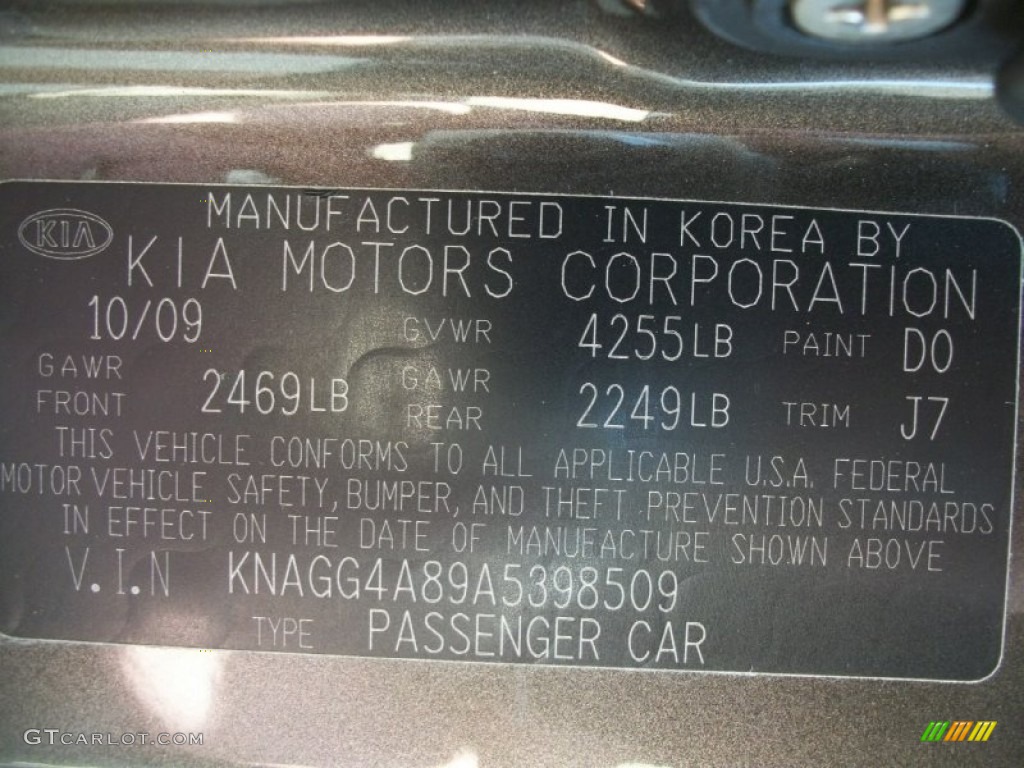 MANUFACTURED IN KOREA BY
KIA
KIA MOTORS CORPORATION
10/09 GVWR 4255LB PAINT D0
GAWR FRONT 2469LB GAWR REAR 2249LB TRIM J7
THIS VEHICLE CONFORMS TO ALL APPLICABLE U.S.A. FEDERAL
MOTOR VEHICLE SAFETY, BUMPER, AND THEFT PREVENTION STANDARDS
IN EFFECT ON THE DATE OF MANUFACTURE SHOWN ABOVE
V.I.N KNAGG4A89A5398509
TYPE PASSENGER CAR
GTCARLOT.COM